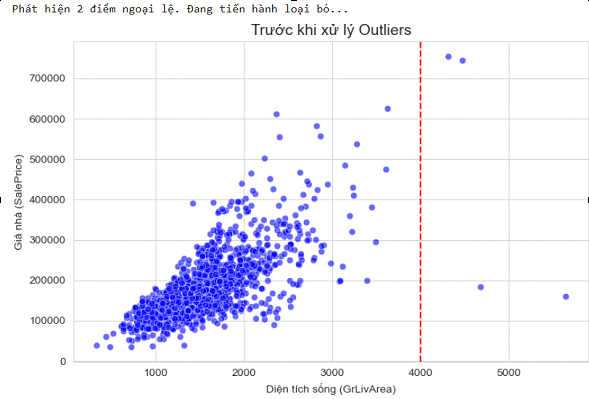 Phát hiện 2 điểm ngoại lệ. Đang tiến hành loại bỏ...
Trước khi xử lý Outliers
700000
600000
500000
400000
300000
200000
100000
0
Giá nhà (SalePrice)
1000 2000 3000 4000 5000
Diện tích sống (GrLivArea)